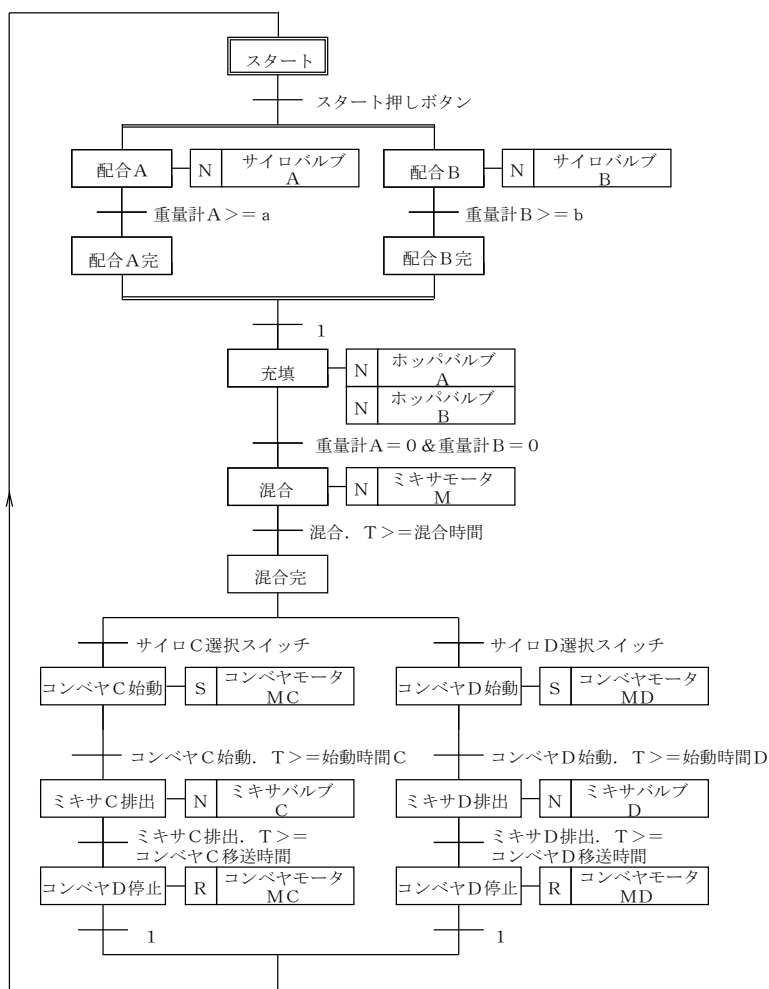 スタート
スタート押しボタン
配合A
N
サイロバルブ
A
配合B
N
サイロバルブ
B
重量計A>=a
重量計B>=b
配合A完
配合B完
1
充填
N
ホッパバルブ
A
N
ホッパバルブ
B
重量計A=0&重量計B=0
混合
N
ミキサモータ
M
混合．T>=混合時間
混合完
サイロC選択スイッチ
サイロD選択スイッチ
コンベヤC始動
S
コンベヤモータ
MC
コンベヤD始動
S
コンベヤモータ
MD
コンベヤC始動．T>=始動時間C
コンベヤD始動．T>=始動時間D
ミキサC排出
N
ミキサバルブ
C
ミキサD排出
N
ミキサバルブ
D
ミキサC排出．T>=
コンベヤC移送時間
ミキサD排出．T>=
コンベヤD移送時間
コンベヤD停止
R
コンベヤモータ
MC
コンベヤD停止
R
コンベヤモータ
MD
1
1